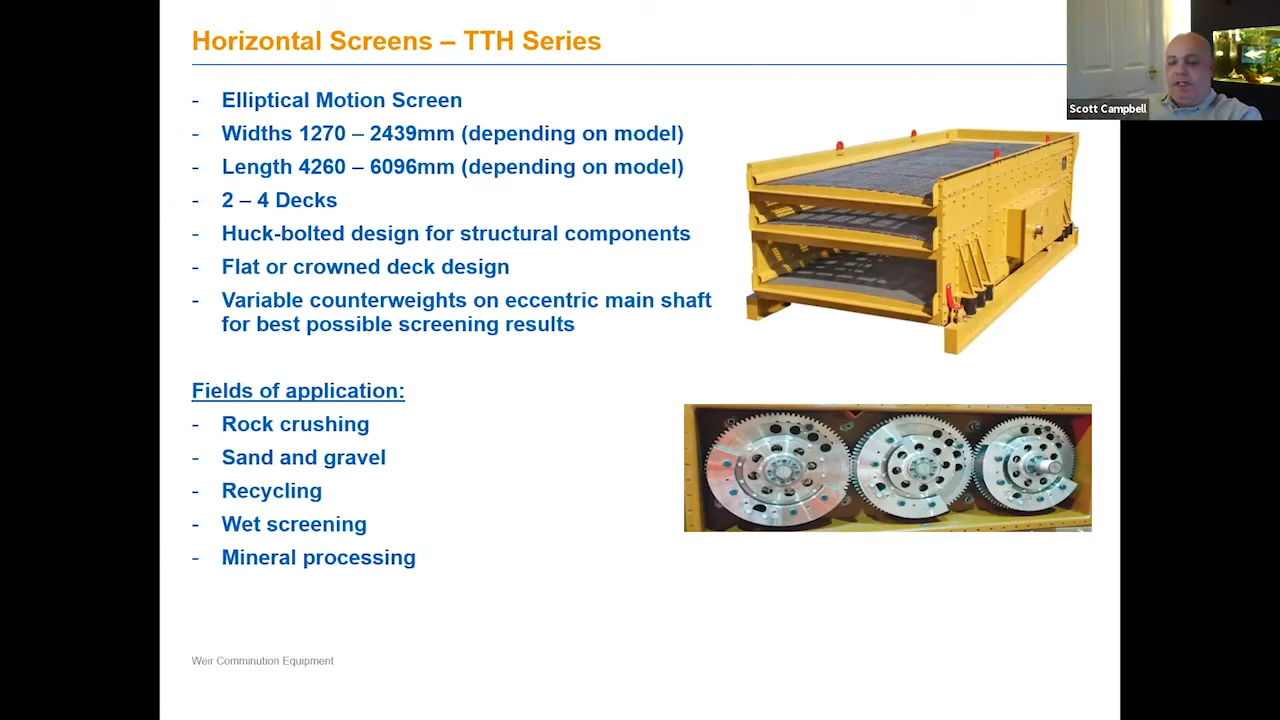 Horizontal Screens – TTH Series
Scott Campbell
- Elliptical Motion Screen
- Widths 1270 – 2439mm (depending on model)
- Length 4260 – 6096mm (depending on model)
- 2 – 4 Decks
- Huck-bolted design for structural components
- Flat or crowned deck design
- Variable counterweights on eccentric main shaft
for best possible screening results
Fields of application:
- Rock crushing
- Sand and gravel
- Recycling
- Wet screening
- Mineral processing
Weir Comminution Equipment